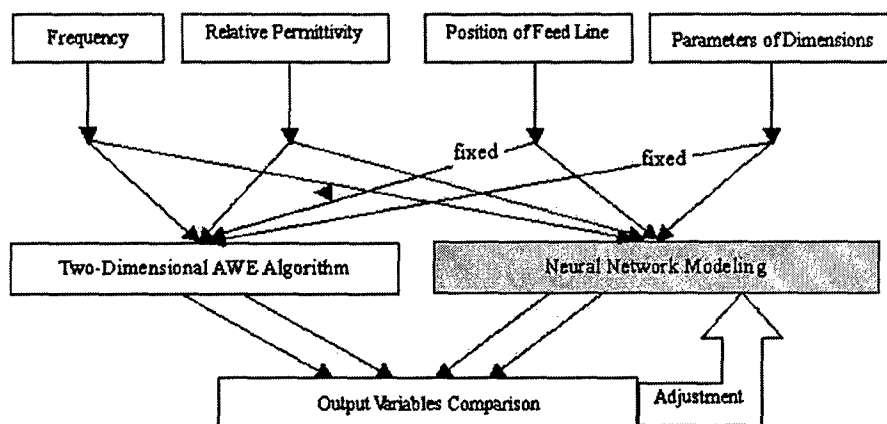 Frequency
Relative Permittivity
Position of Feed Line
Parameters of Dimensions
fixed
fixed
Two-Dimensional AWE Algorithm
Neural Network Modeling
Output Variables Comparison
Adjustment